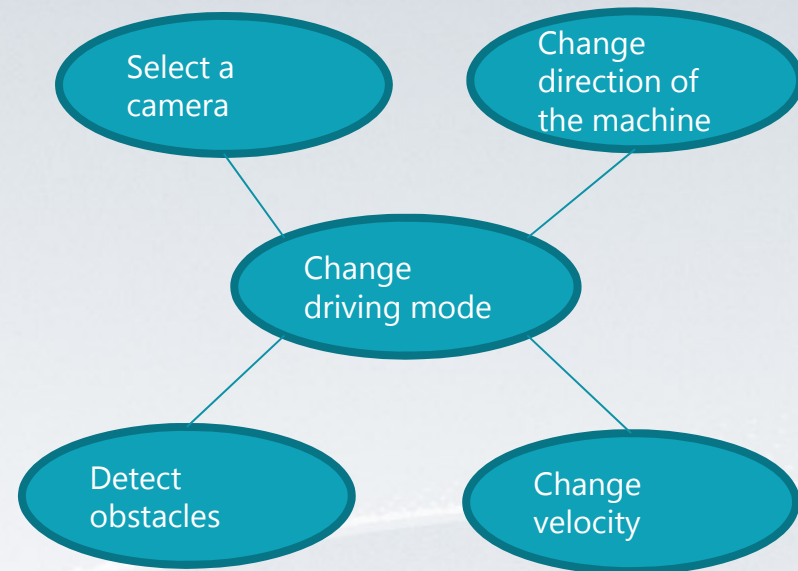 Select a
camera
Change
direction of
the machine
Change
driving mode
Detect
obstacles
Change
velocity